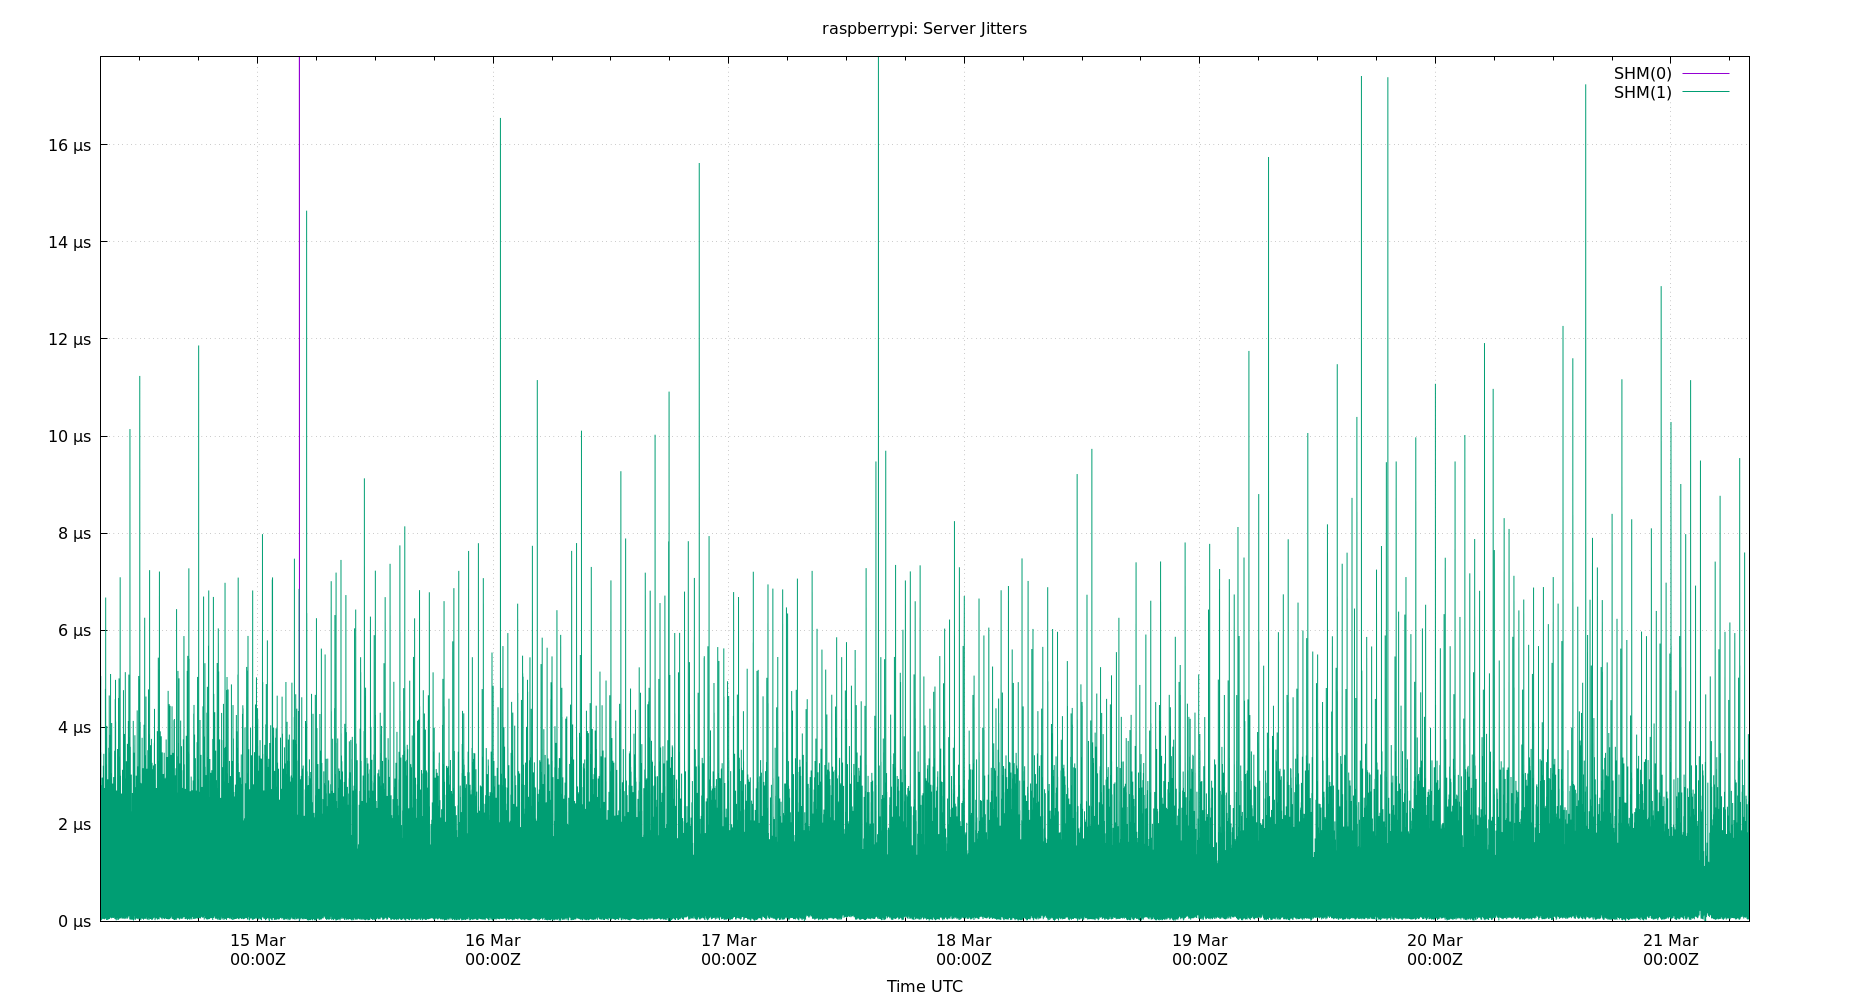 raspberrypi: Server Jitters
SHM(0)
SHM(1)
16 µs
14 µs
12 µs
10 µs
8 µs
6 µs
4 µs
2 µs
0 µs
15 Mar
00:00Z
16 Mar
00:00Z
17 Mar
00:00Z
18 Mar
00:00Z
19 Mar
00:00Z
20 Mar
00:00Z
21 Mar
00:00Z
Time UTC